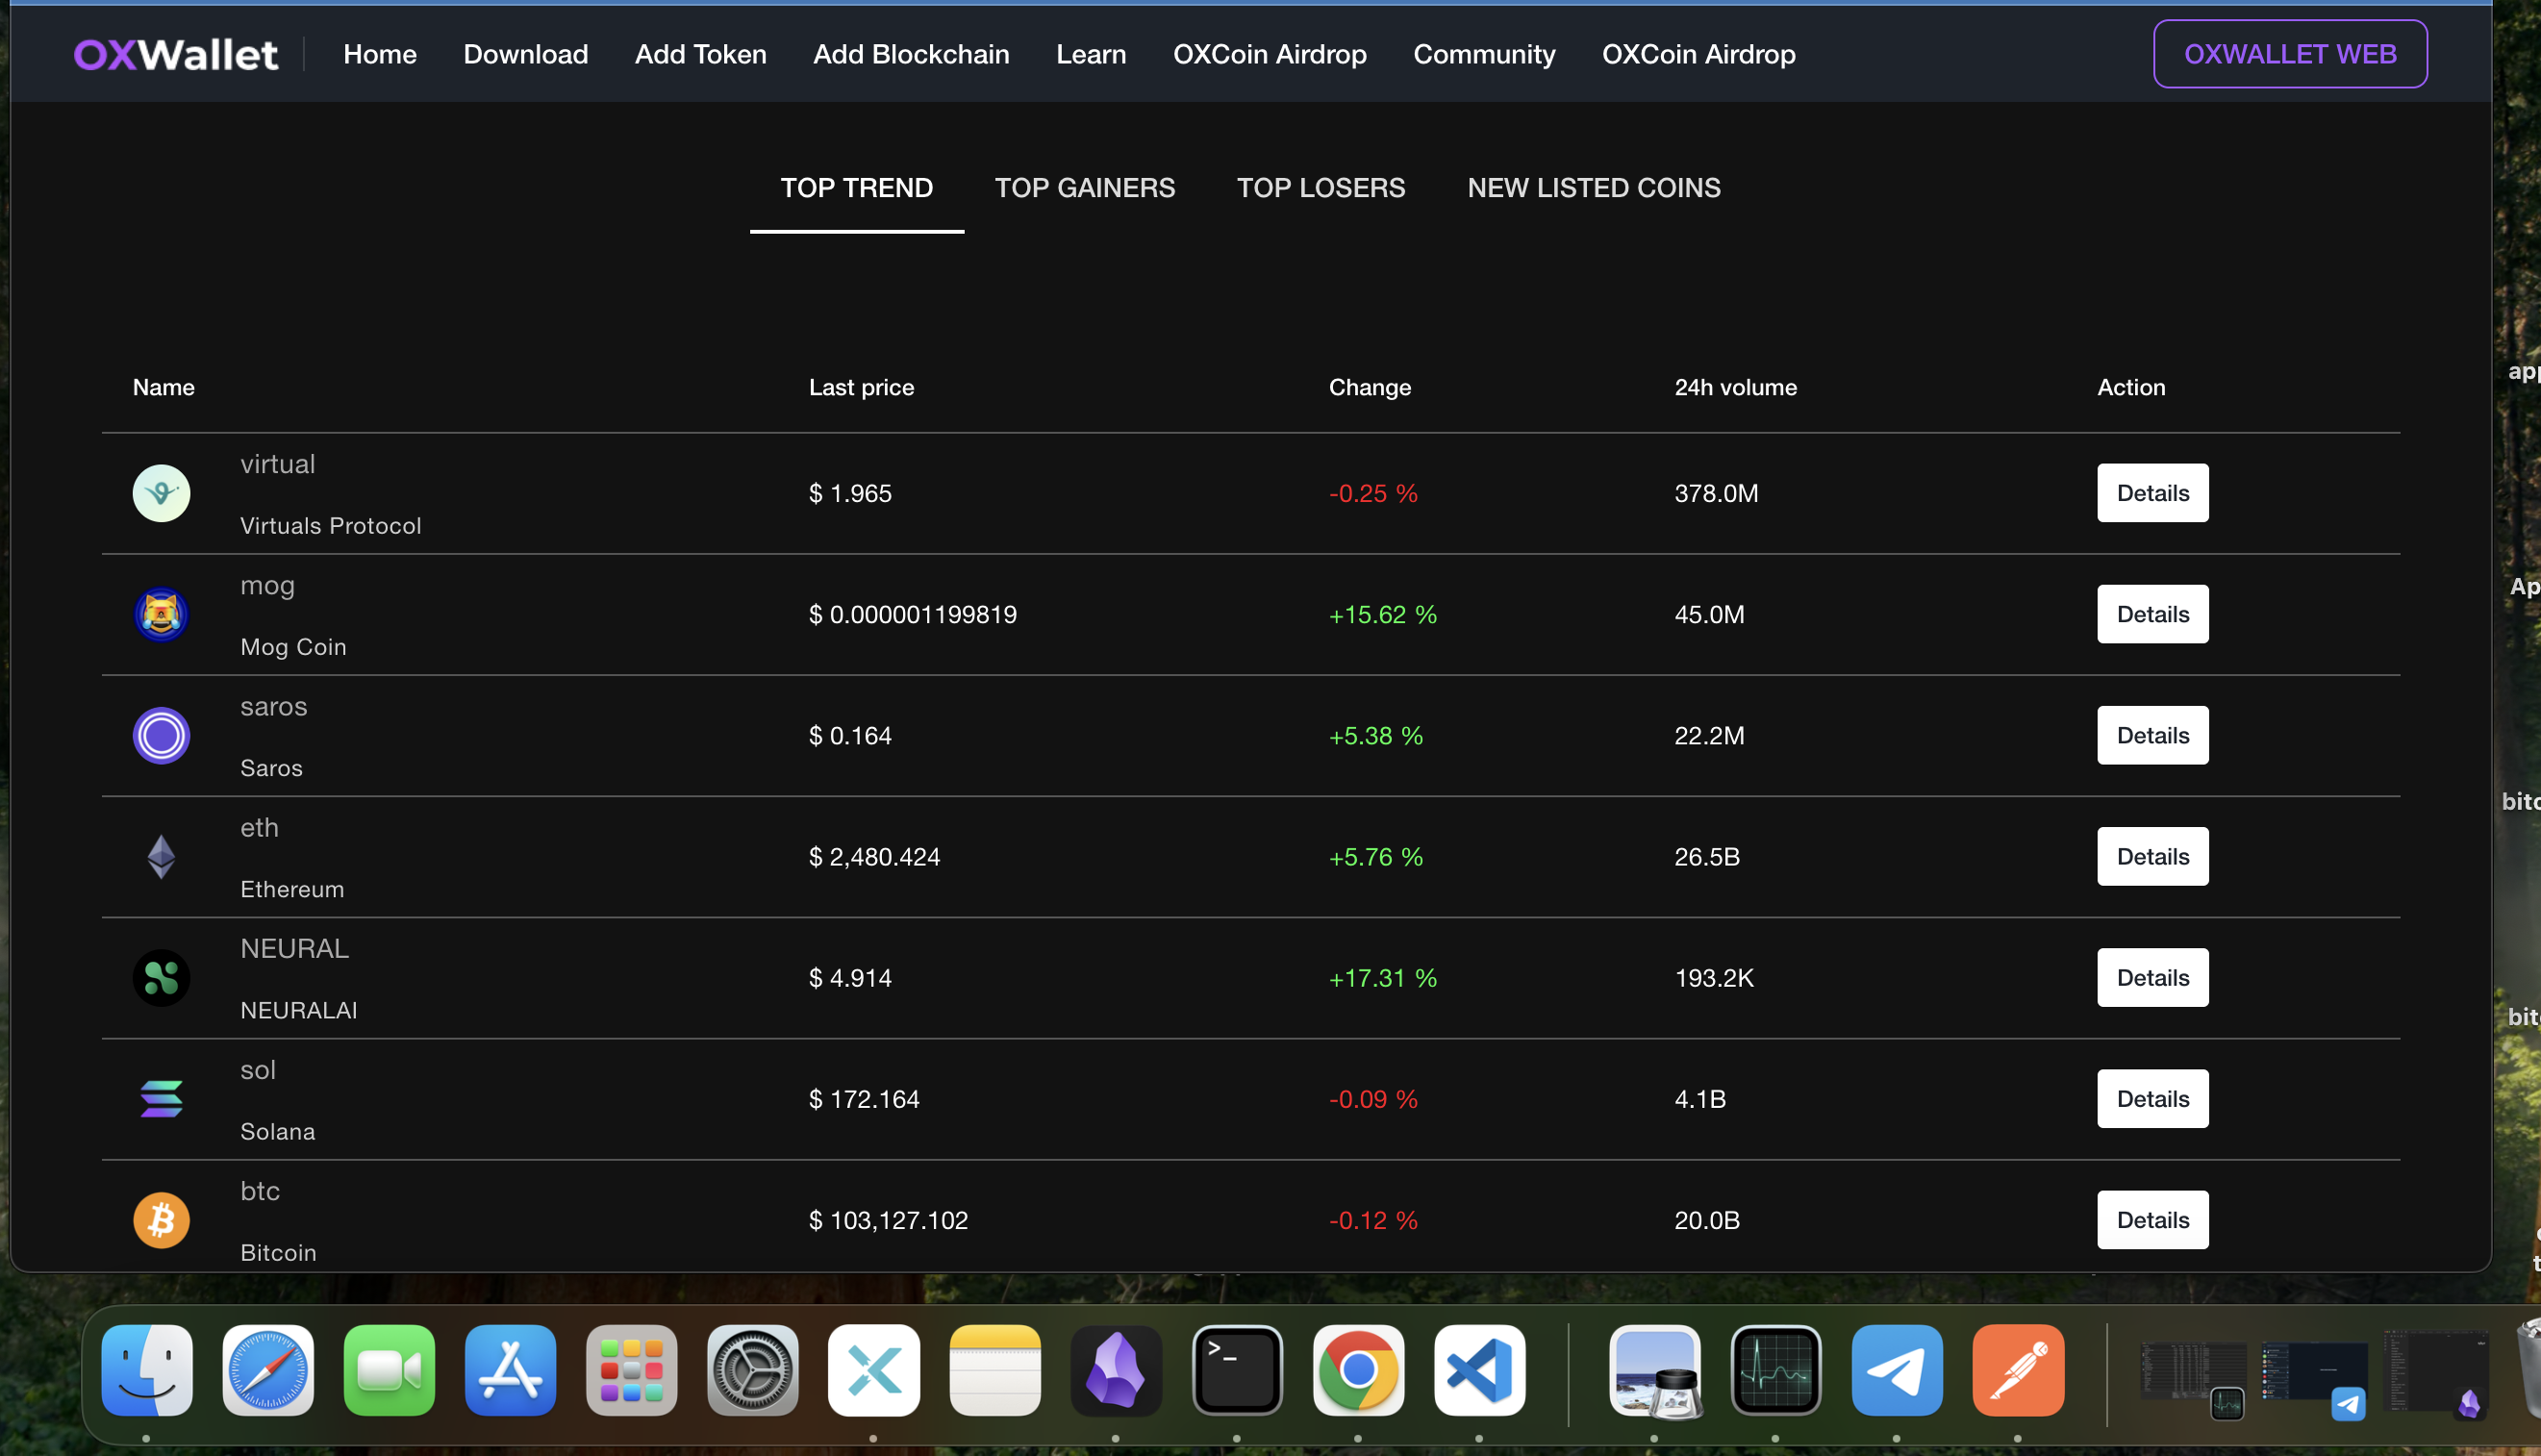 OXWallet Home Download Add Token Add Blockchain Learn OXCoin Airdrop Community OXCoin Airdrop OXWALLET WEB
TOP TREND TOP GAINERS TOP LOSERS NEW LISTED COINS
Name Last price Change 24h volume Action
virtual
$ 1.965 -0.25 % 378.0M Details
Virtuals Protocol
mog
$ 0.000001199819 +15.62 % 45.0M Details
Mog Coin
saros
$ 0.164 +5.38 % 22.2M Details
Saros
eth
$ 2,480.424 +5.76 % 26.5B Details
Ethereum
NEURAL
$ 4.914 +17.31 % 193.2K Details
NEURALAI
sol
$ 172.164 -0.09 % 4.1B Details
Solana
btc
$ 103,127.102 -0.12 % 20.0B Details
Bitcoin